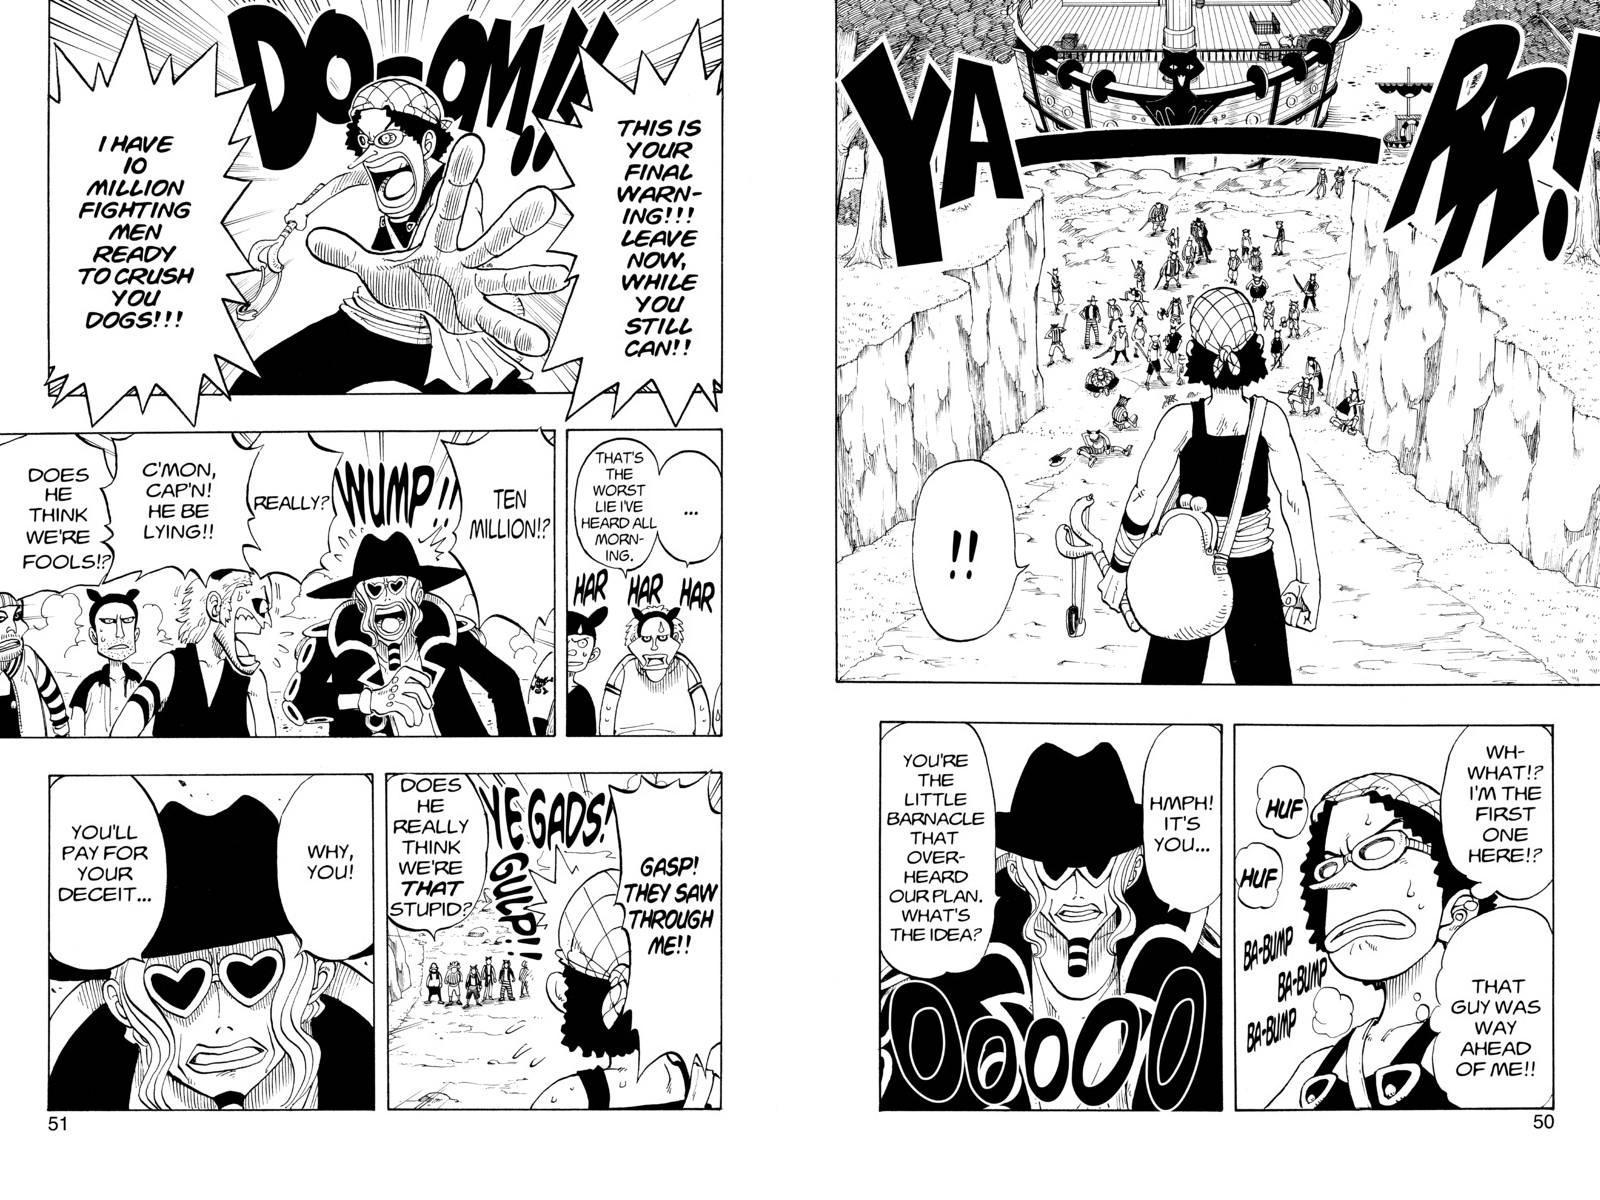 YA
RR!
!!
WH-
WHAT!?
I'M THE
FIRST
ONE
HERE!?
HUF
HUF
BA-BUMP
BA-BUMP
BA-BUMP
THAT
GUY WAS
WAY
AHEAD
OF ME!!
HMPH!
IT'S
YOU...
YOU'RE
THE
LITTLE
BARNACLE
THAT
OVER-
HEARD
OUR PLAN.
WHAT'S
THE IDEA?
OOOOO
50
DO-OM!!
THIS IS
YOUR
FINAL
WARN-
ING!!!
LEAVE
NOW,
WHILE
YOU
STILL
CAN!!
I HAVE
10
MILLION
FIGHTING
MEN
READY
TO CRUSH
YOU
DOGS!!!
...
THAT'S
THE
WORST
LIE I'VE
HEARD ALL
MORN-
ING.
HAR HAR HAR
TEN
MILLION!?
WUMP!!
REALLY?
C'MON,
CAP'N!
HE BE
LYING!!
DOES
HE
THINK
WE'RE
FOOLS!?
GASP!
THEY SAW
THROUGH
ME!!
YE GADS!
GULP!!
DOES
HE
REALLY
THINK
WE'RE
THAT
STUPID?
WHY,
YOU!
YOU'LL
PAY FOR
YOUR
DECEIT...
51